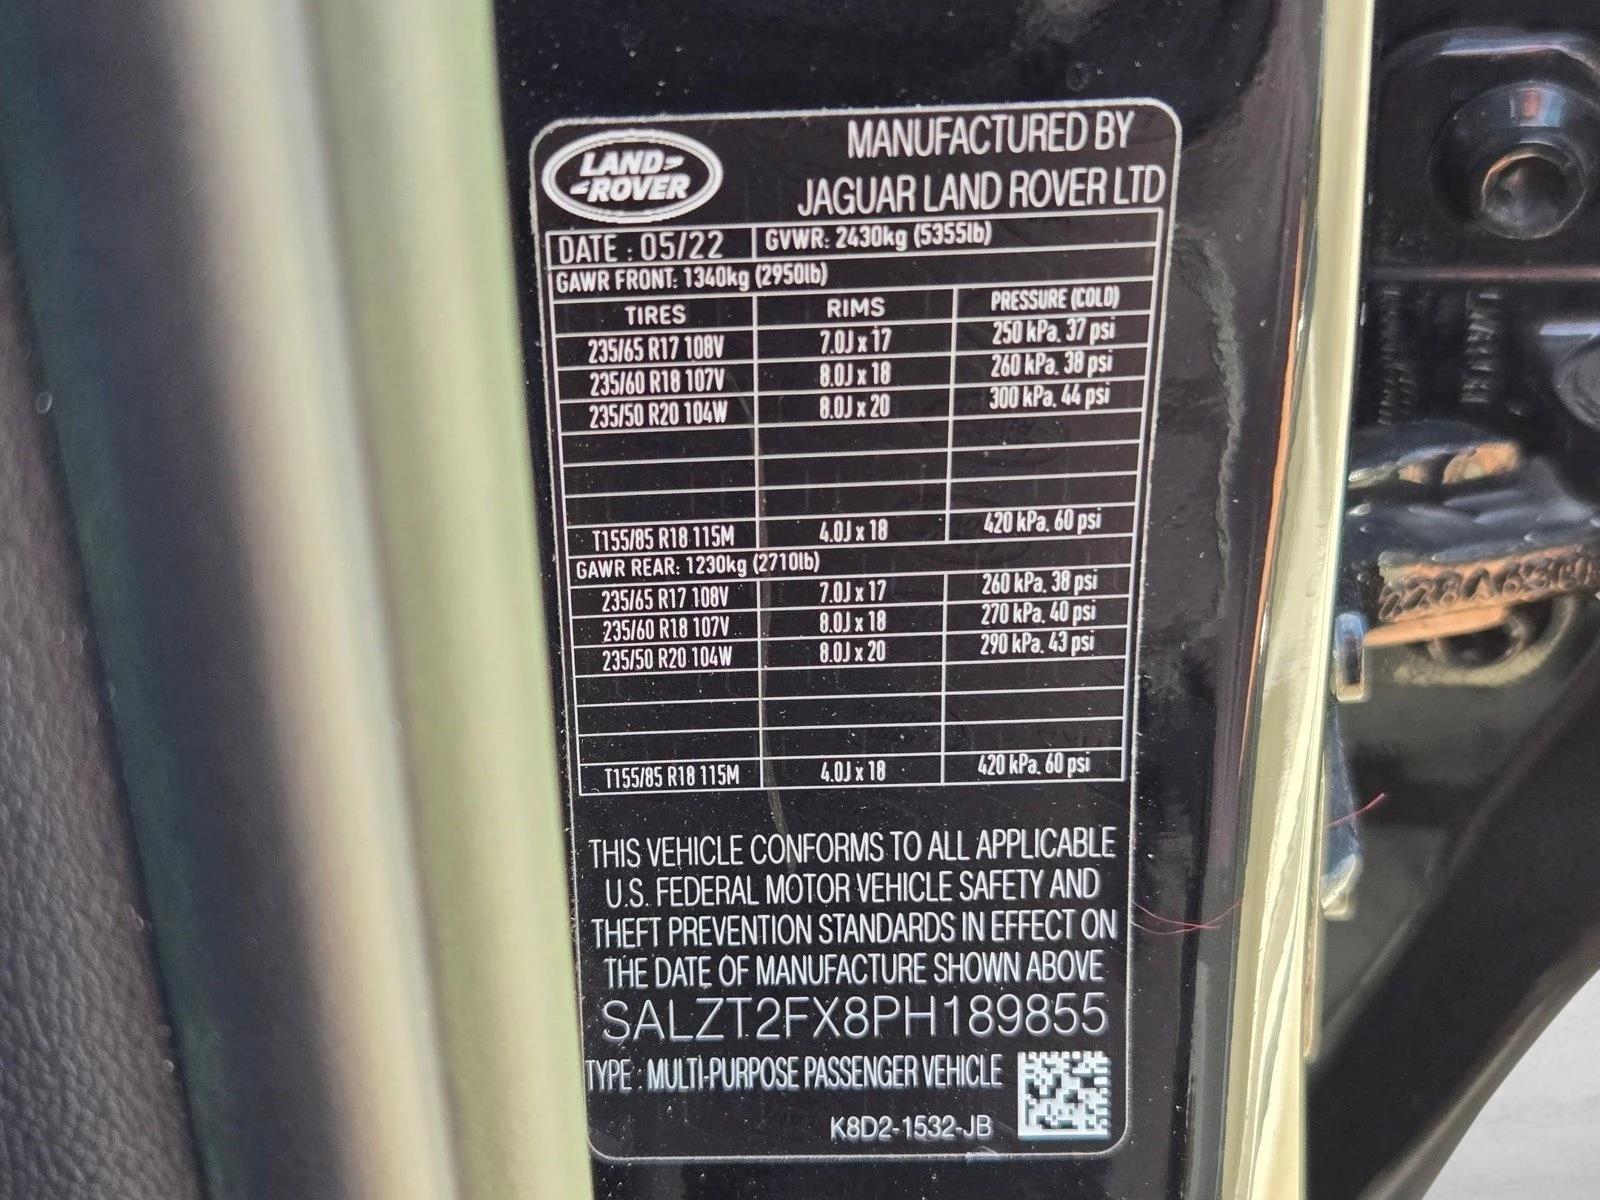 LAND ROVER
MANUFACTURED BY
JAGUAR LAND ROVER LTD
DATE : 05/22 GVWR: 2430kg (5355lb)
GAWR FRONT: 1340kg (2950lb)
TIRES RIMS PRESSURE (COLD)
235/65 R17 108V 7.0J x 17 250 kPa, 37 psi
235/60 R18 107V 8.0J x 18 260 kPa, 38 psi
235/50 R20 104W 8.0J x 20 300 kPa, 44 psi
T155/85 R18 115M 4.0J x 18 420 kPa, 60 psi
GAWR REAR: 1230kg (2710lb)
235/65 R17 108V 7.0J x 17 260 kPa, 38 psi
235/60 R18 107V 8.0J x 18 270 kPa, 40 psi
235/50 R20 104W 8.0J x 20 290 kPa, 43 psi
T155/85 R18 115M 4.0J x 18 420 kPa, 60 psi
THIS VEHICLE CONFORMS TO ALL APPLICABLE
U.S. FEDERAL MOTOR VEHICLE SAFETY AND
THEFT PREVENTION STANDARDS IN EFFECT ON
THE DATE OF MANUFACTURE SHOWN ABOVE
SALZT2FX8PH189855
TYPE : MULTI-PURPOSE PASSENGER VEHICLE
K8D2-1532-JB